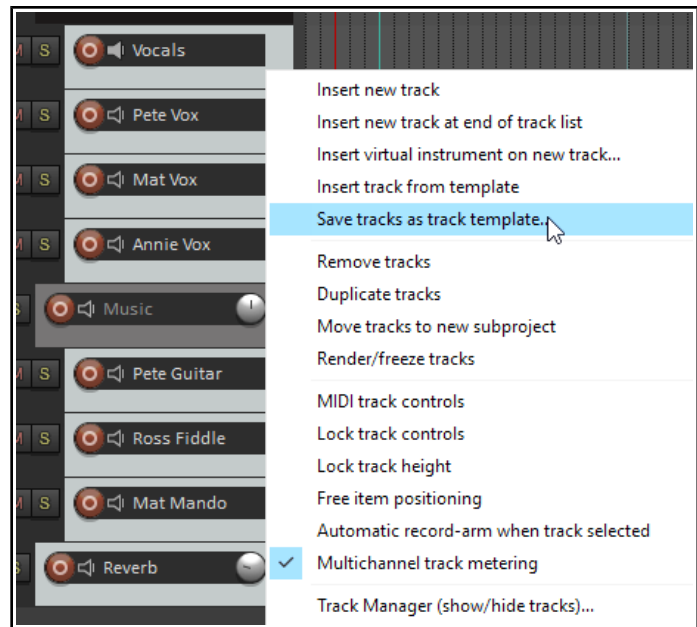 S Vocals
Insert new track
M S Pete Vox
Insert new track at end of track list
Insert virtual instrument on new track...
M S Mat Vox
Insert track from template
Save tracks as track template...
M S Annie Vox
Remove tracks
Duplicate tracks
S Music
Move tracks to new subproject
Render/freeze tracks
M S Pete Guitar
MIDI track controls
M S Ross Fiddle
Lock track controls
Lock track height
M S Mat Mando
Free item positioning
Automatic record-arm when track selected
S Reverb
Multichannel track metering
Track Manager (show/hide tracks)...